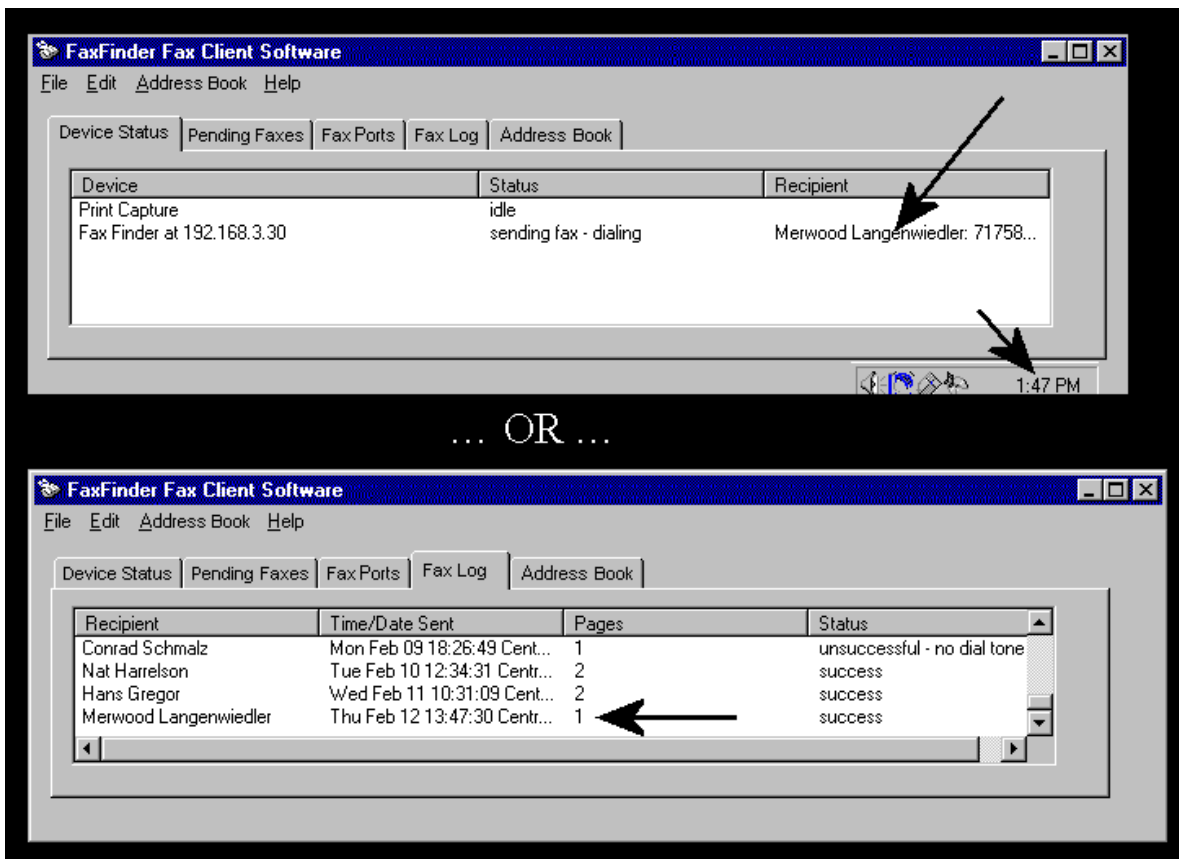 FaxFinder Fax Client Software
File Edit Address Book Help
Device Status Pending Faxes Fax Ports Fax Log Address Book
Device Status Recipient
Print Capture idle
Fax Finder at 192.168.3.30 sending fax - dialing Merwood Langenwiedler: 71758...
1:47 PM
... OR ...
FaxFinder Fax Client Software
File Edit Address Book Help
Device Status Pending Faxes Fax Ports Fax Log Address Book
Recipient Time/Date Sent Pages Status
Conrad Schmalz Mon Feb 09 18:26:49 Cent... 1 unsuccessful - no dial tone
Nat Harrelson Tue Feb 10 12:34:31 Centr... 2 success
Hans Gregor Wed Feb 11 10:31:09 Cent... 2 success
Merwood Langenwiedler Thu Feb 12 13:47:30 Centr... 1 success